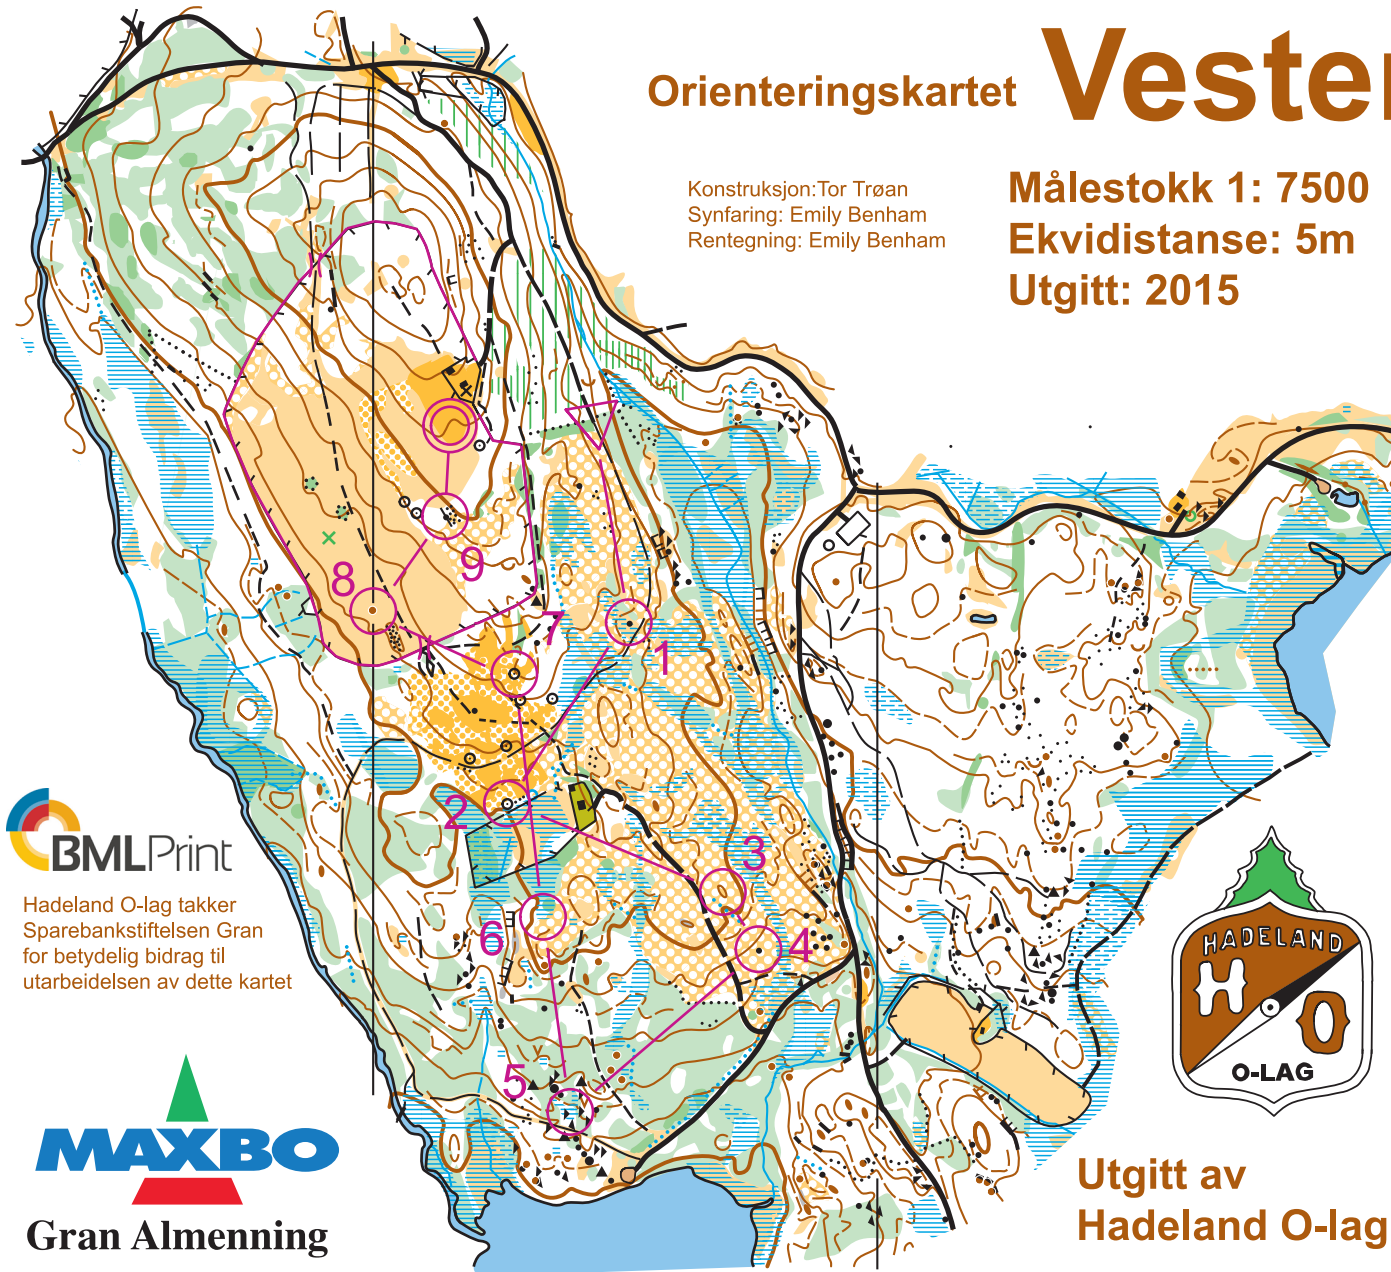 Orienteringskartet Vester
Konstruksjon:Tor Trøan
Synfaring: Emily Benham
Rentegning: Emily Benham
Målestokk 1: 7500
Ekvidistanse: 5m
Utgitt: 2015
8
9
7
1
2
3
6
4
5
BMLPrint
Hadeland O-lag takker
Sparebankstiftelsen Gran
for betydelig bidrag til
utarbeidelsen av dette kartet
MAXBO
Gran Almenning
HADELAND
H O
O-LAG
Utgitt av
Hadeland O-lag